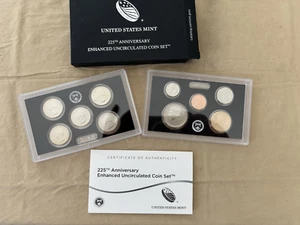 UNITED STATES MINT
225TH ANNIVERSARY
ENHANCED UNCIRCULATED COIN SET™
CERTIFICATE OF AUTHENTICITY
225TH Anniversary
Enhanced Uncirculated Coin Set™
UNITED STATES MINT